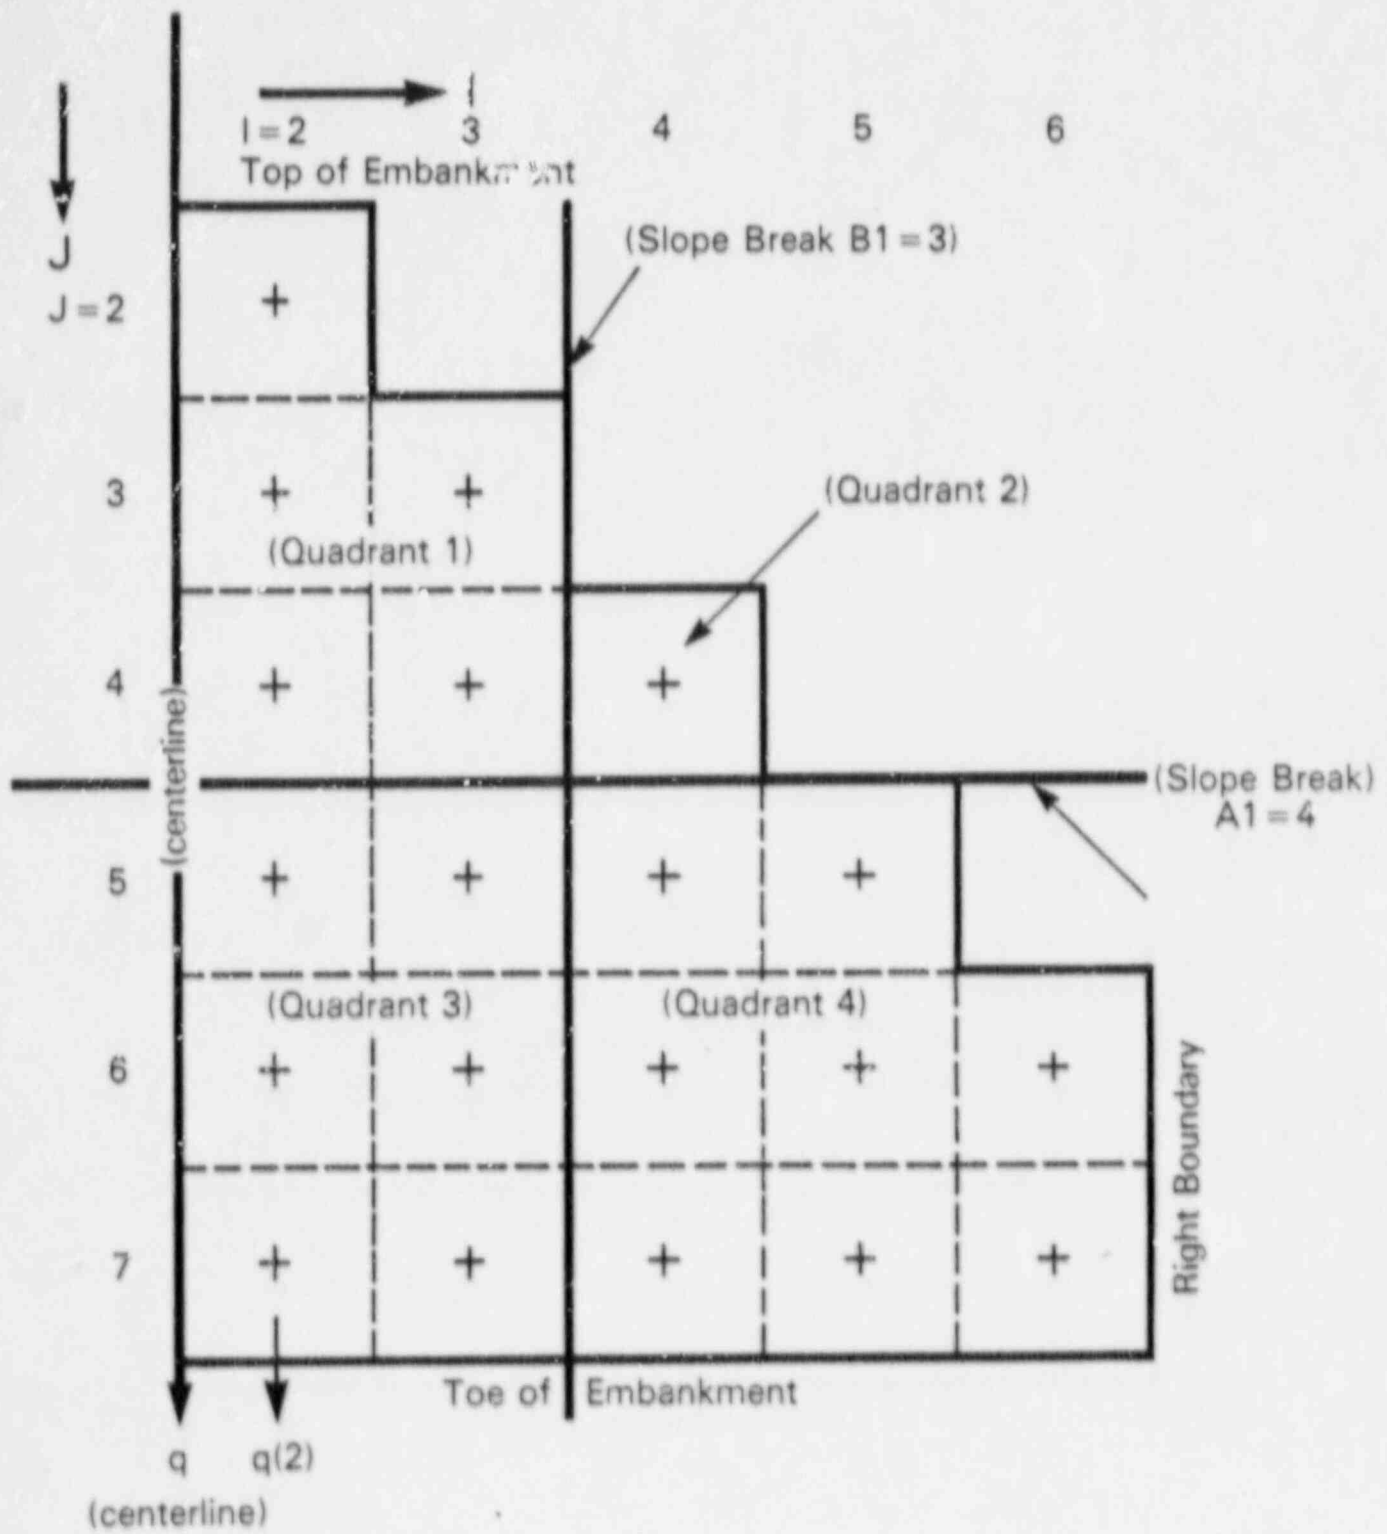 I
I=2 3 4 5 6
Top of
J
(Slope Break B1=3)
J=2
3
(Quadrant 2)
(Quadrant 1)
4
(centerline)
(Slope Break)
A1=4
5
(Quadrant 3) (Quadrant 4)
6
Right Boundary
7
Toe of Embankment
q q(2)
(centerline)